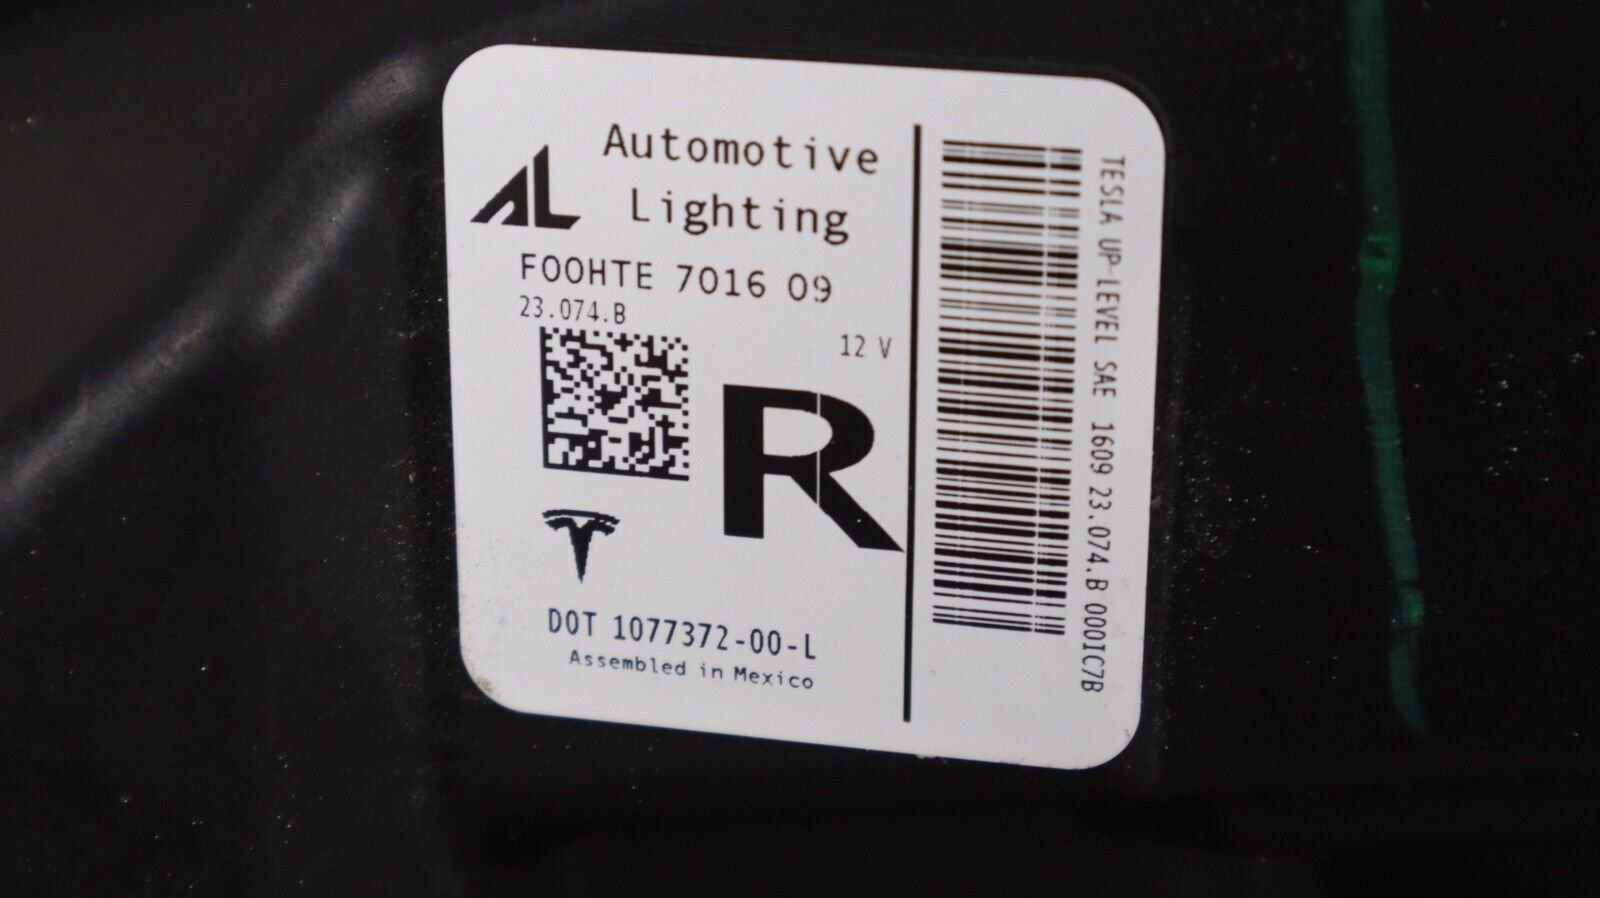 AL
Automotive
Lighting
FOOHTE 7016 09
23.074.B
12 V
R
DOT 1077372-00-L
Assembled in Mexico
TESLA UP-LEVEL SAE 1609 23.074.B 0001C7B